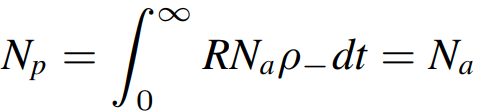 $N_p = \int_0^\infty R N_a \rho_- dt = N_a$